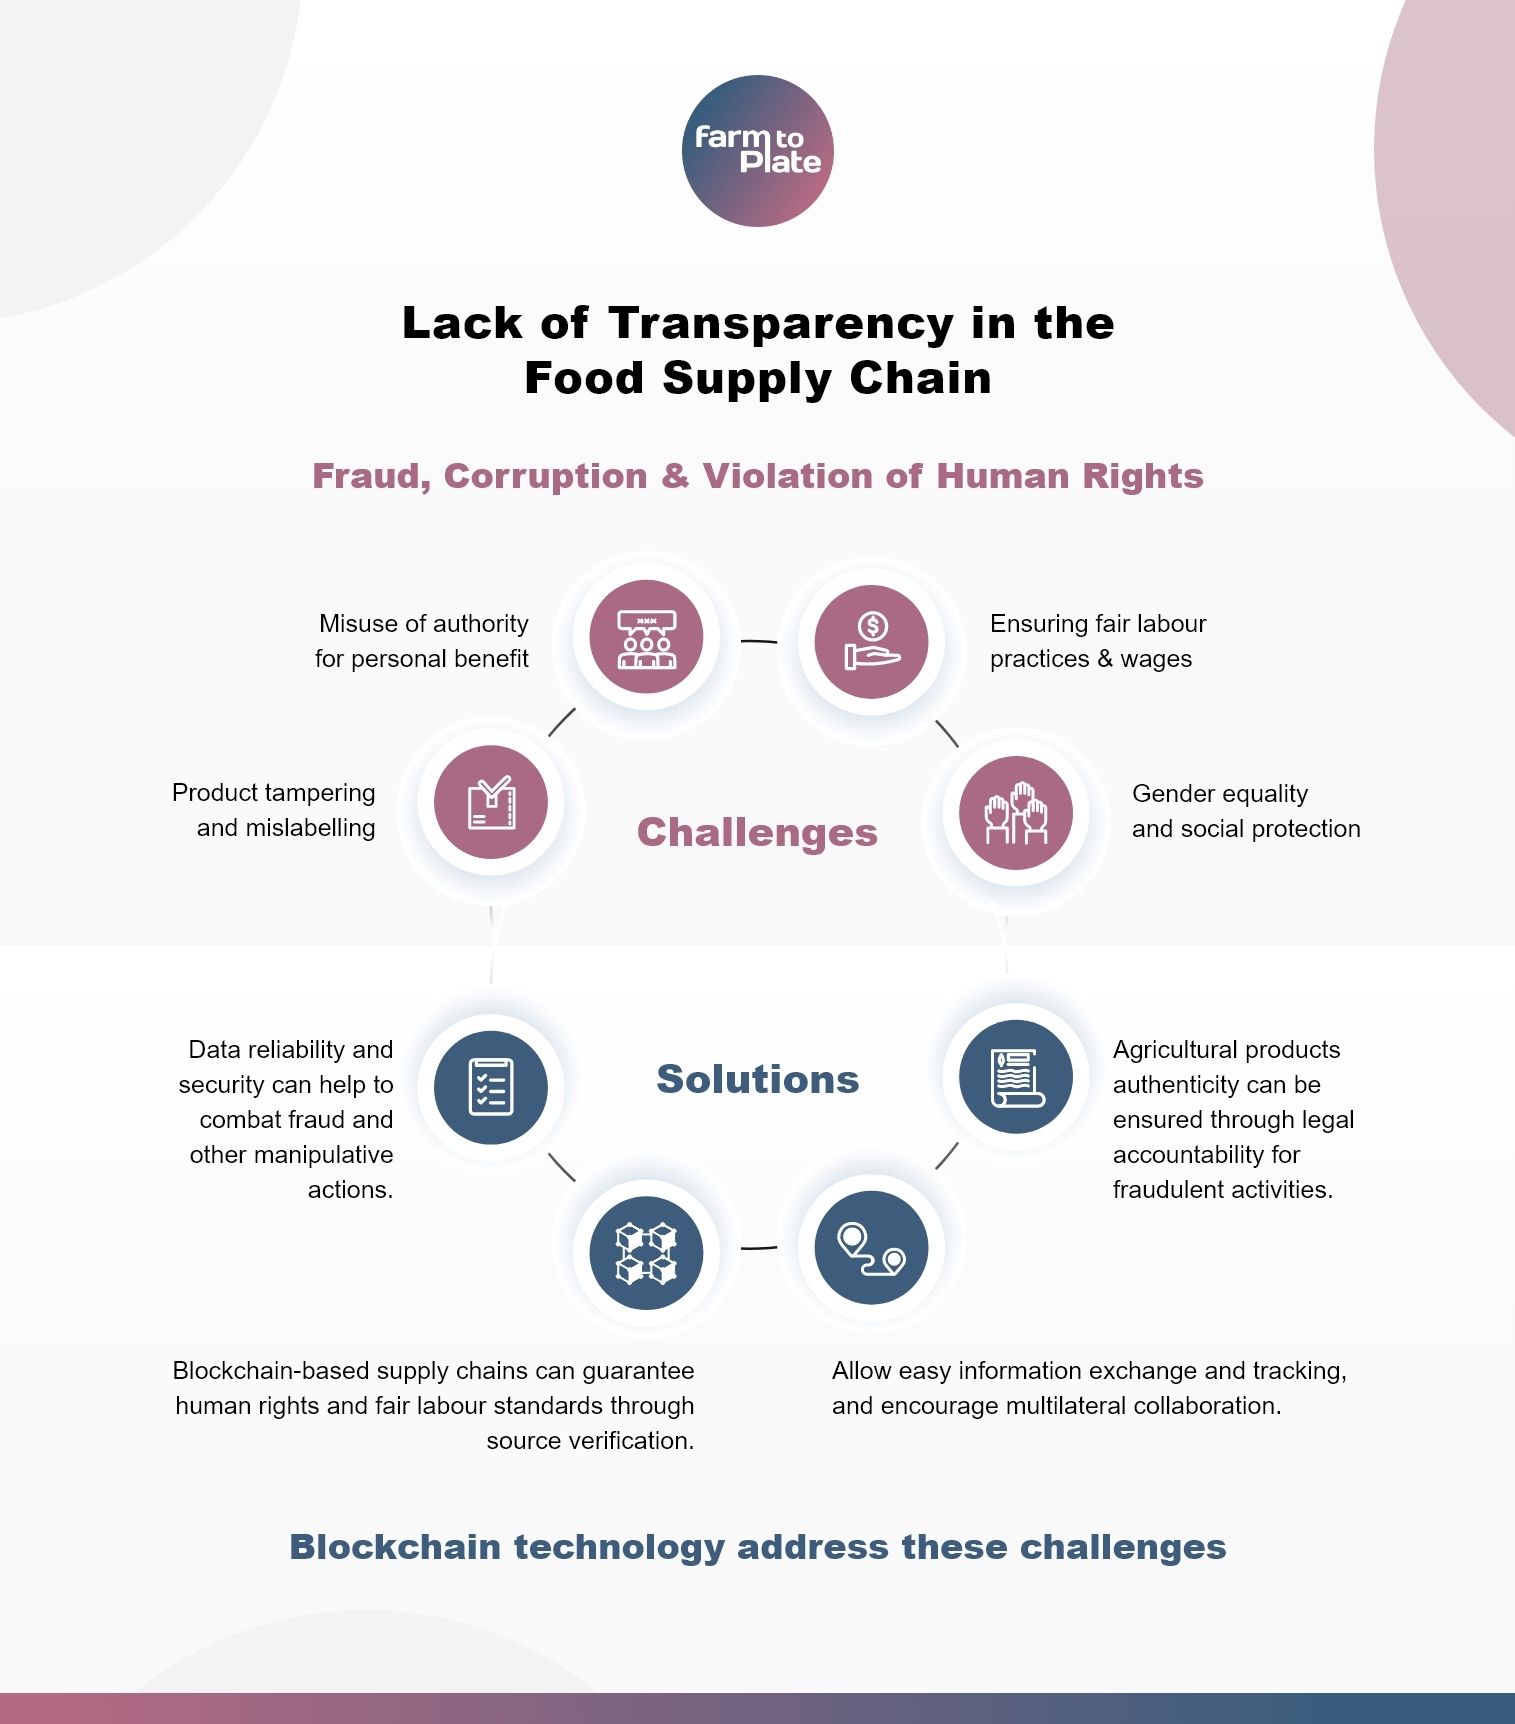 farm to
Plate
Lack of Transparency in the
Food Supply Chain
Fraud, Corruption & Violation of Human Rights
Misuse of authority
for personal benefit
Ensuring fair labour
practices & wages
Product tampering
and mislabelling
Gender equality
and social protection
Challenges
Solutions
Data reliability and
security can help to
combat fraud and
other manipulative
actions.
Agricultural products
authenticity can be
ensured through legal
accountability for
fraudulent activities.
Blockchain-based supply chains can guarantee
human rights and fair labour standards through
source verification.
Allow easy information exchange and tracking,
and encourage multilateral collaboration.
Blockchain technology address these challenges